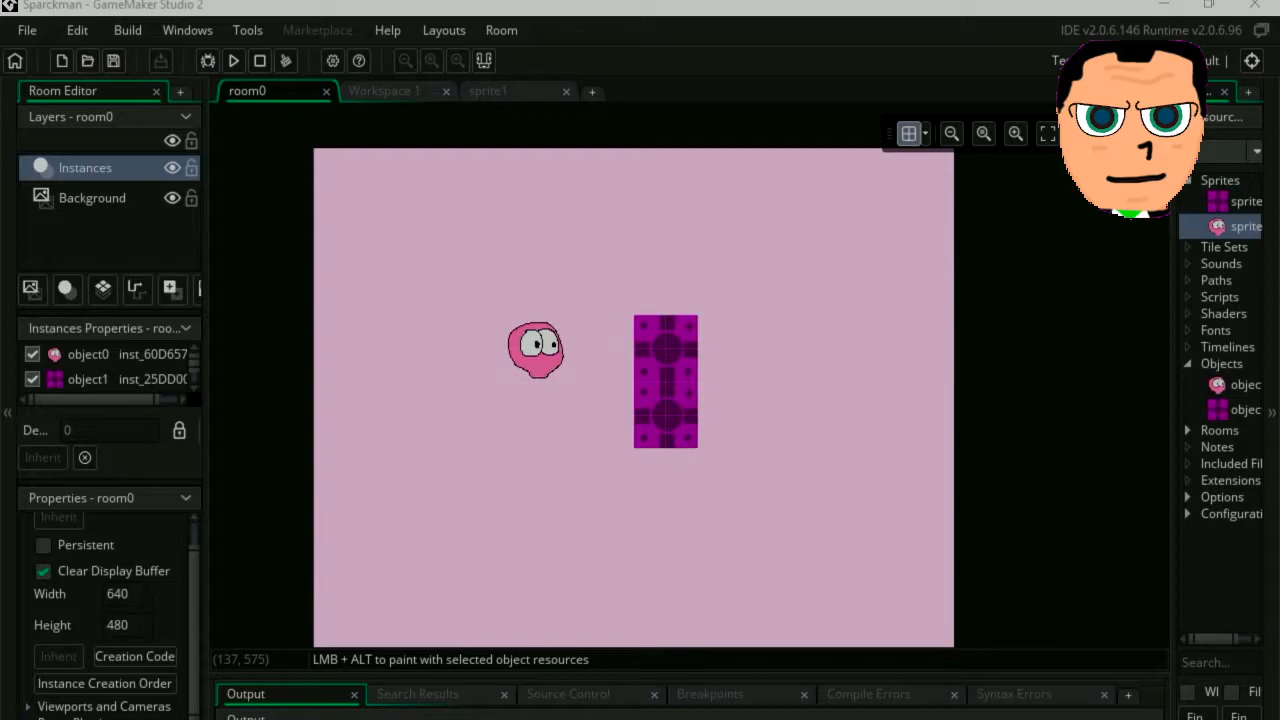 Sparckman - GameMaker Studio 2
File Edit Build Windows Tools Marketplace Help Layouts Room
IDE v2.0.6.146 Runtime v2.0.6.96
Room Editor
room0
Workspace 1
sprite1
Layers - room0
Instances
Background
Instances Properties - roo...
object0 inst_60D657
object1 inst_25DD00
De... 0
Inherit
Properties - room0
Inherit
Persistent
Clear Display Buffer
Width 640
Height 480
Inherit Creation Code
Instance Creation Order
Viewports and Cameras
(137, 575)
LMB + ALT to paint with selected object resources
Output
Search Results
Source Control
Breakpoints
Compile Errors
Syntax Errors
Output
Sprites
sprite
sprite
Tile Sets
Sounds
Paths
Scripts
Shaders
Fonts
Timelines
Objects
objec
objec
Rooms
Notes
Included Fil
Extensions
Options
Configurati
Search...